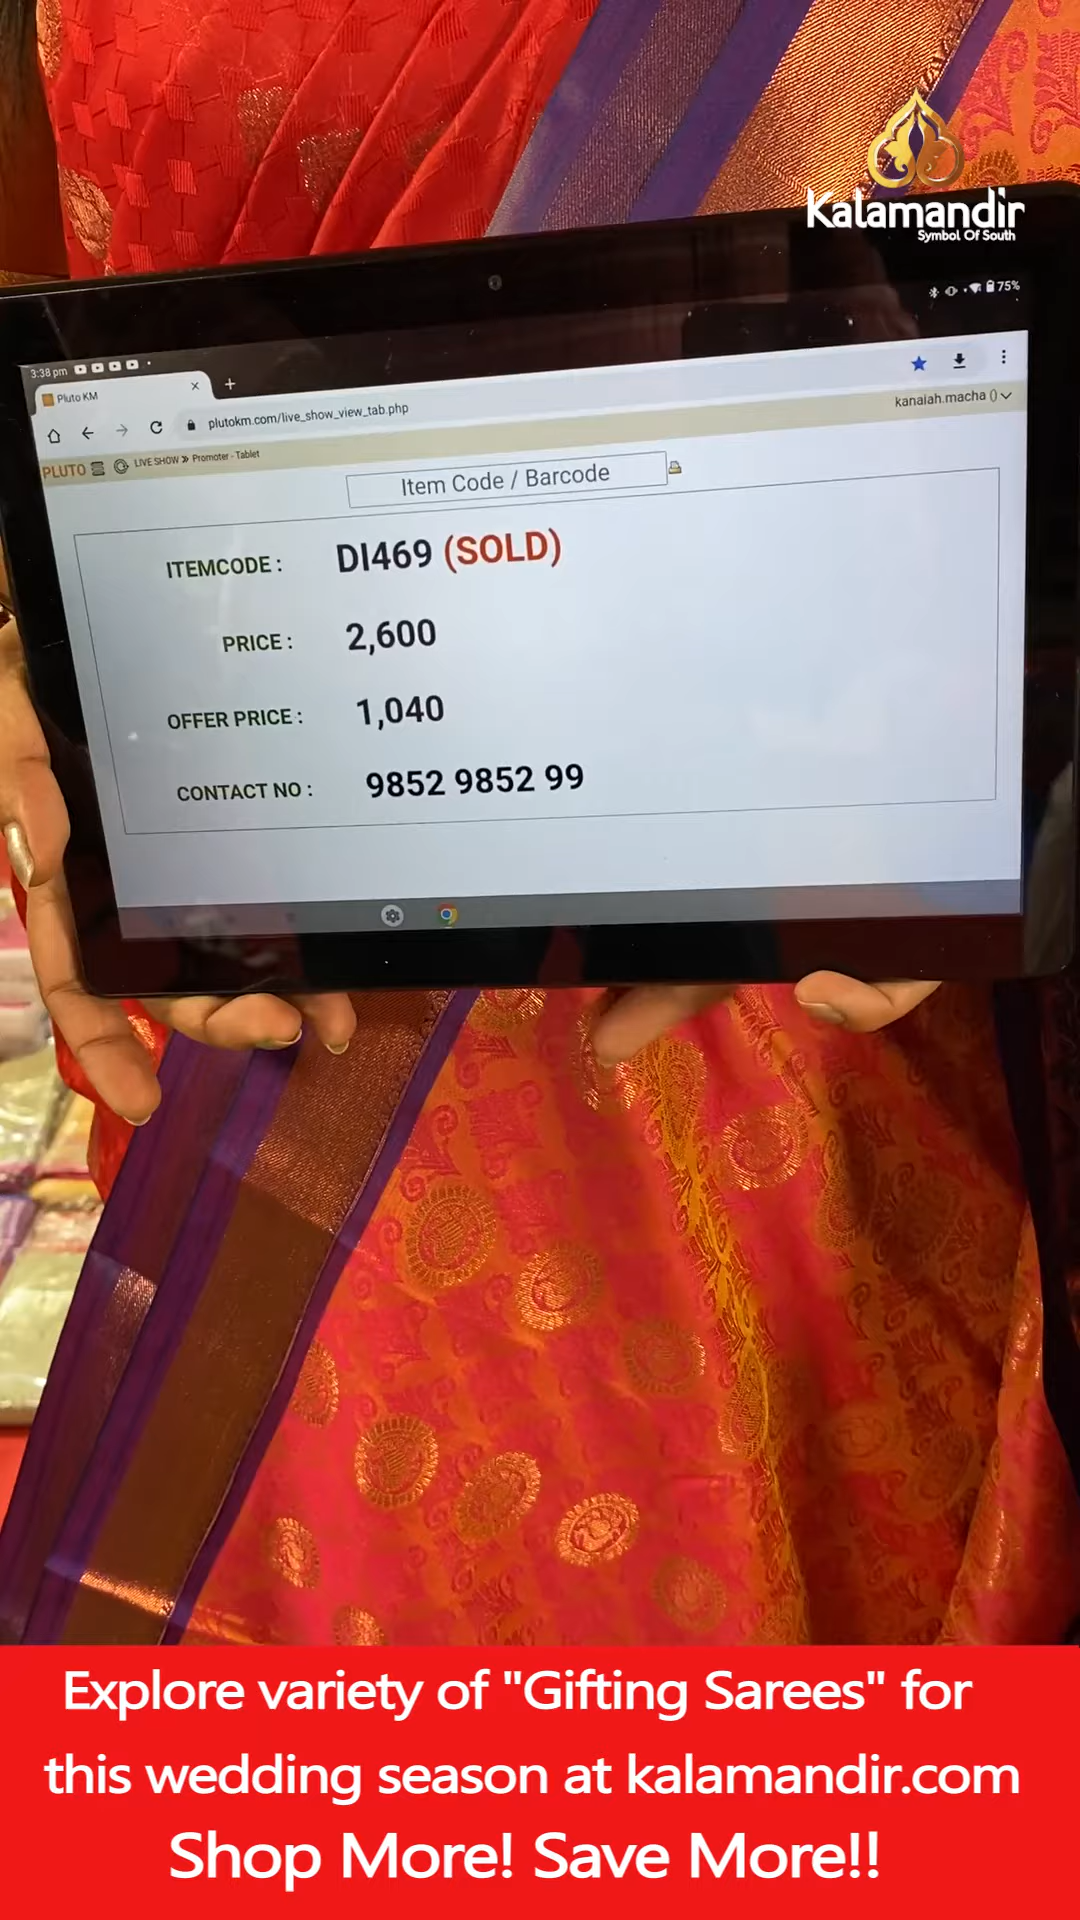 Kalamandir
Symbol Of South
75%
3:38 pm
Pluto KM
plutokm.com/live_show_view_tab.php
kanaiah.macha ()
PLUTO
LIVE SHOW » Promoter - Tablet
Item Code / Barcode
ITEMCODE : DI469 (SOLD)
PRICE : 2,600
OFFER PRICE : 1,040
CONTACT NO : 9852 9852 99
Explore variety of "Gifting Sarees" for
this wedding season at kalamandir.com
Shop More! Save More!!